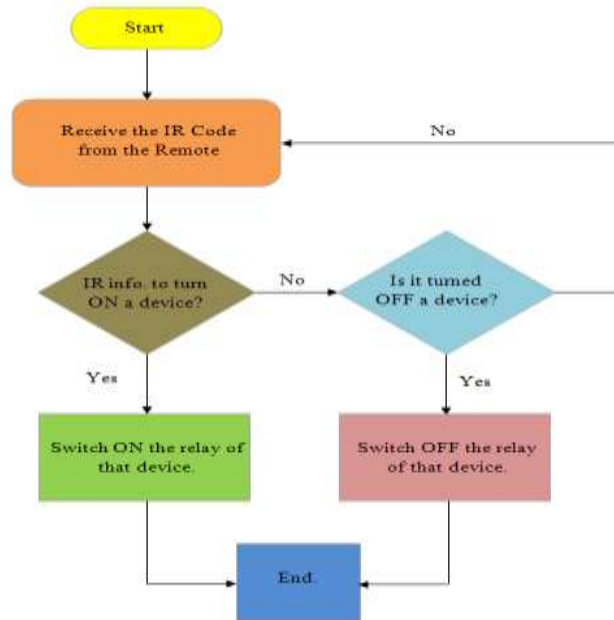 Start
Receive the IR Code
from the Remote
No
IR info. to turn
ON a device?
No
Is it turned
OFF a device?
Yes
Yes
Switch ON the relay of
that device.
Switch OFF the relay
of that device.
End.